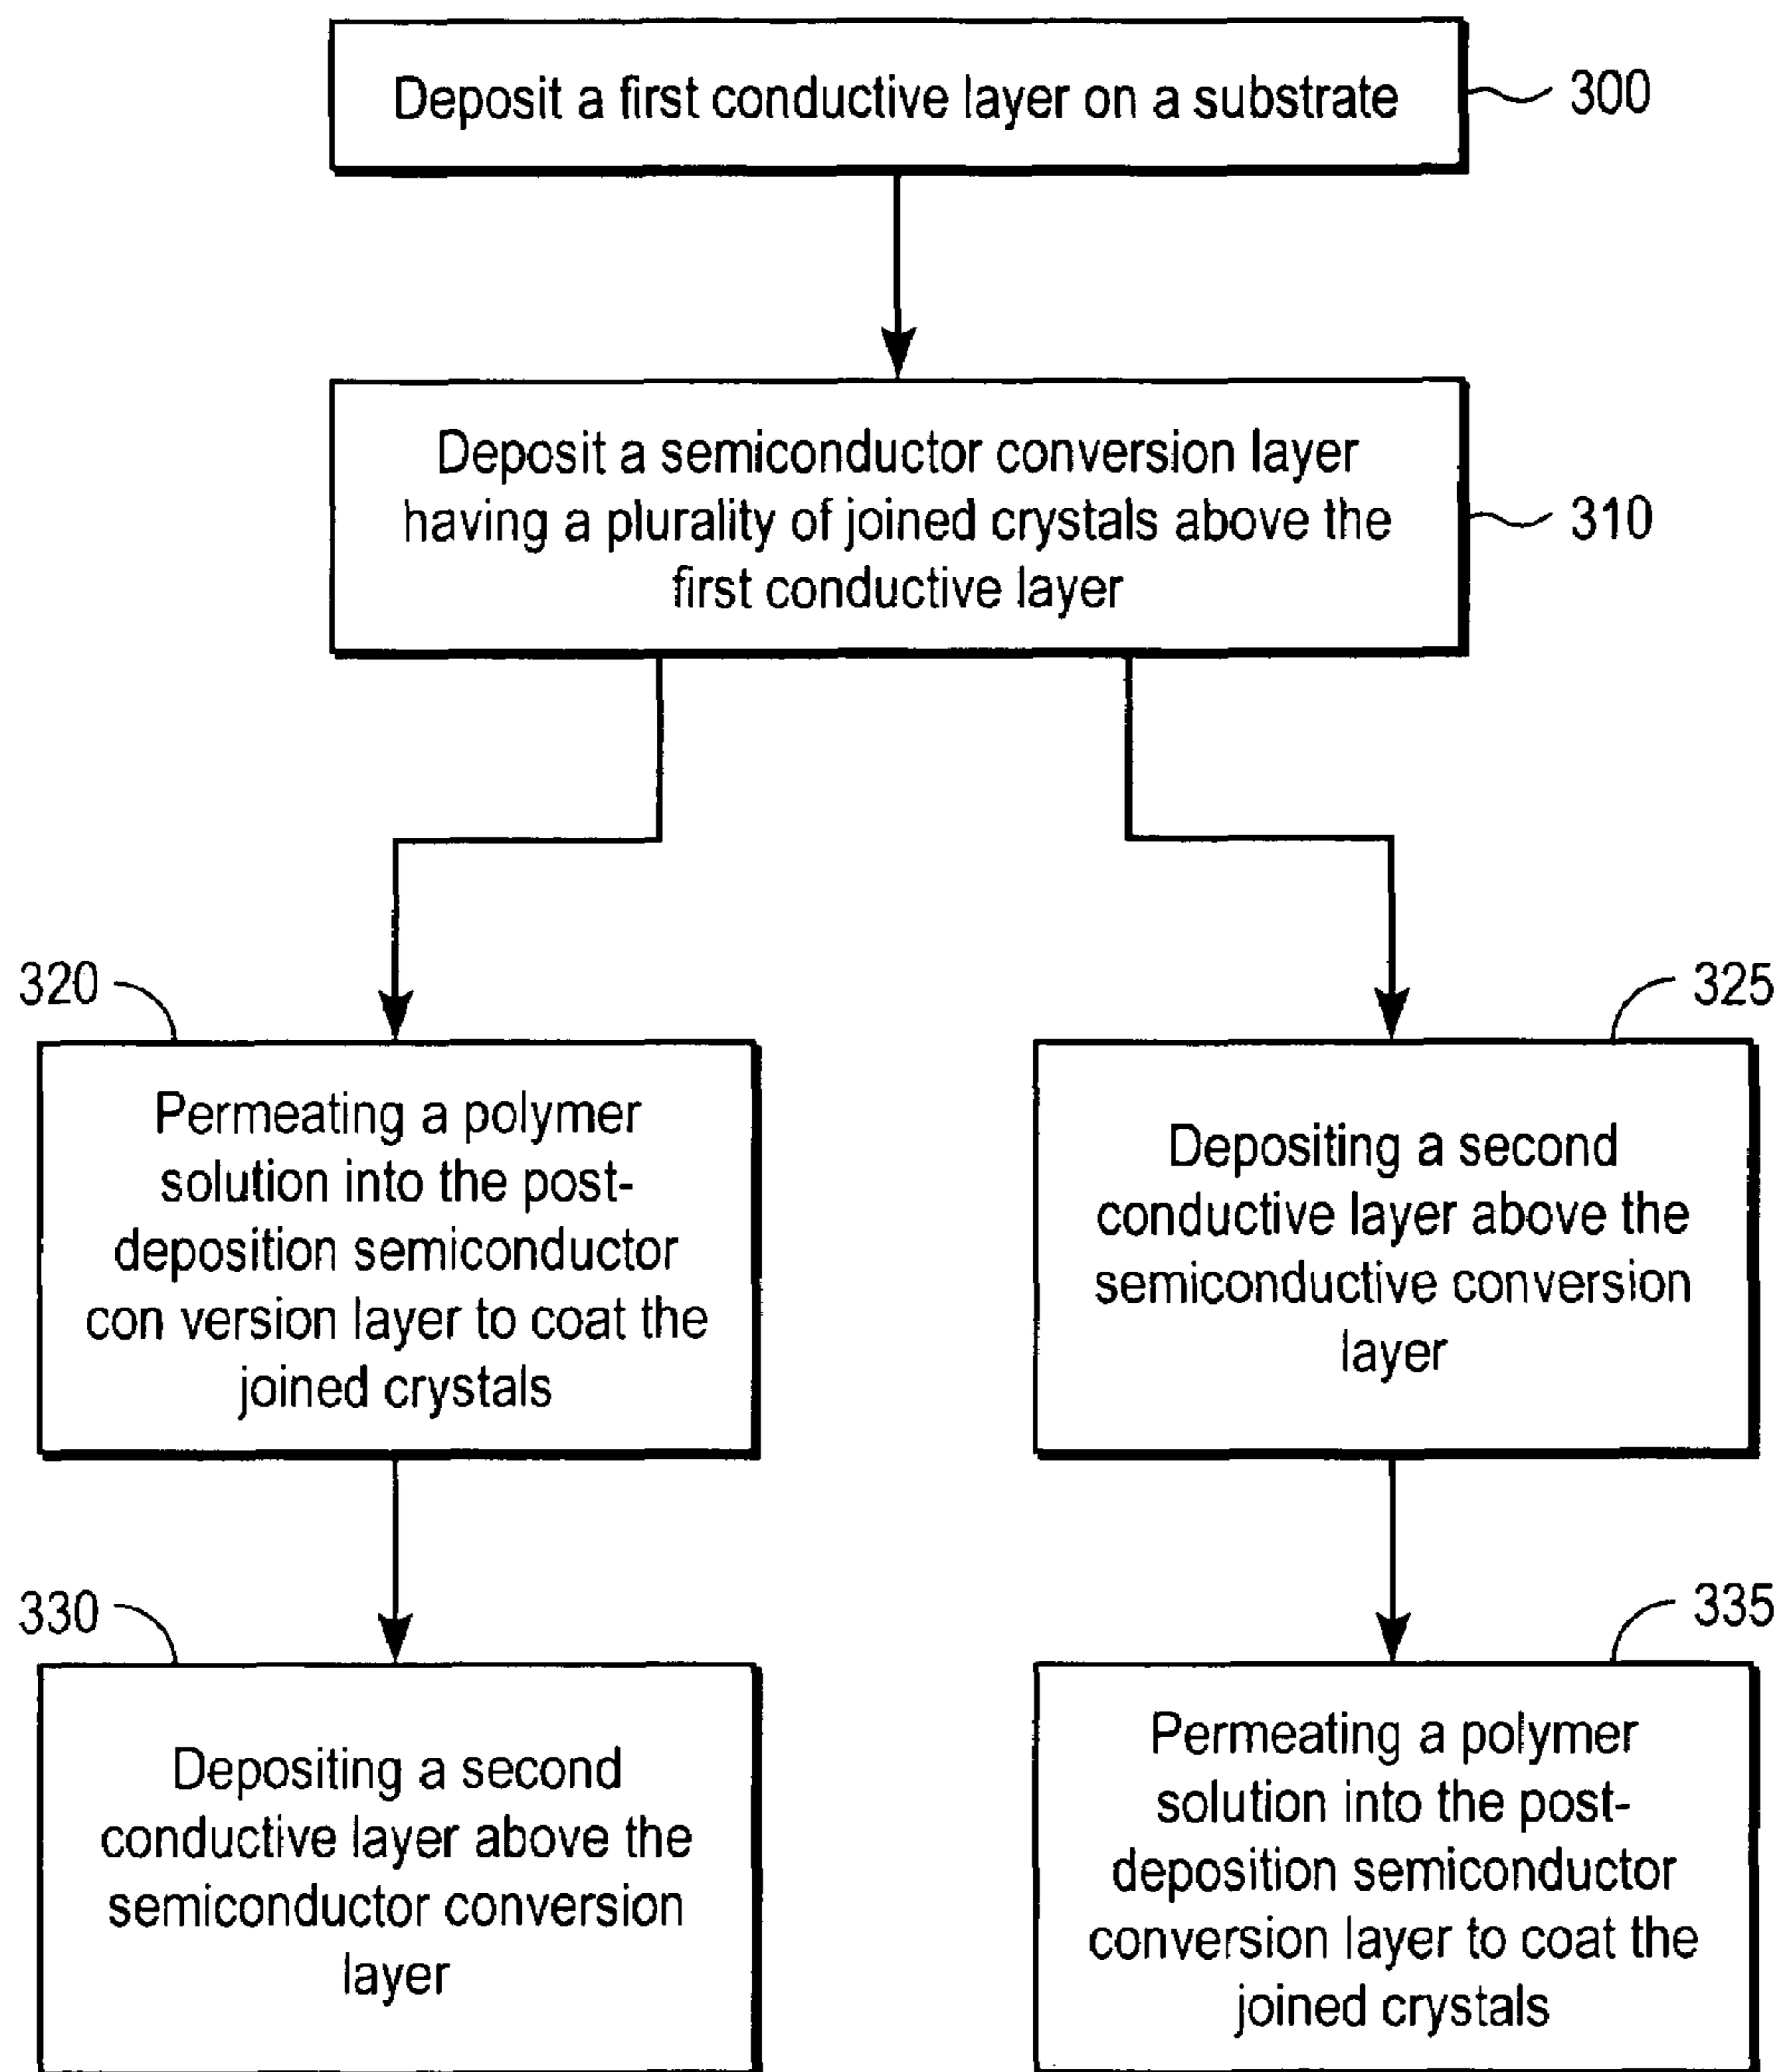 Deposit a first conductive layer on a substrate
300
Deposit a semiconductor conversion layer
having a plurality of joined crystals above the
first conductive layer
310
320
Permeating a polymer
solution into the post-
deposition semiconductor
con version layer to coat the
joined crystals
325
Depositing a second
conductive layer above the
semiconductive conversion
layer
330
Depositing a second
conductive layer above the
semiconductor conversion
layer
335
Permeating a polymer
solution into the post-
deposition semiconductor
conversion layer to coat the
joined crystals